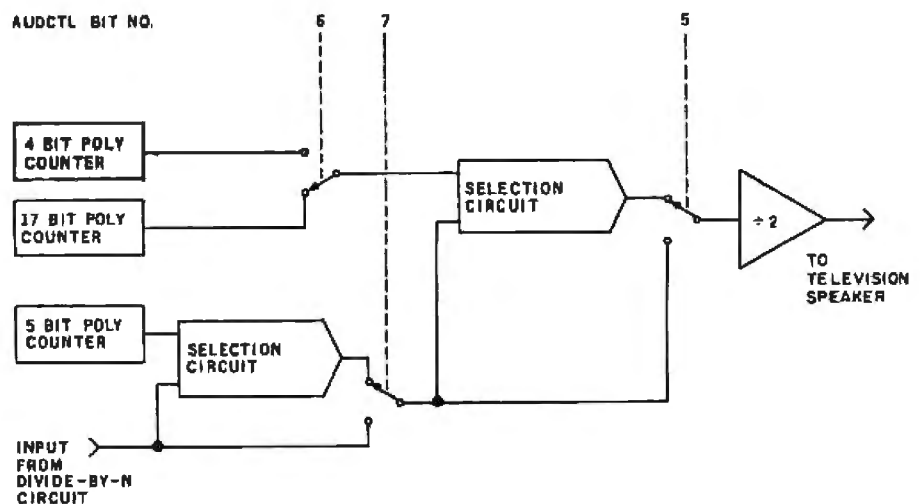 AUDCTL BIT NO.
6
7
5
4 BIT POLY
COUNTER
17 BIT POLY
COUNTER
5 BIT POLY
COUNTER
SELECTION
CIRCUIT
SELECTION
CIRCUIT
÷2
TO
TELEVISION
SPEAKER
INPUT
FROM
DIVIDE-BY-N
CIRCUIT